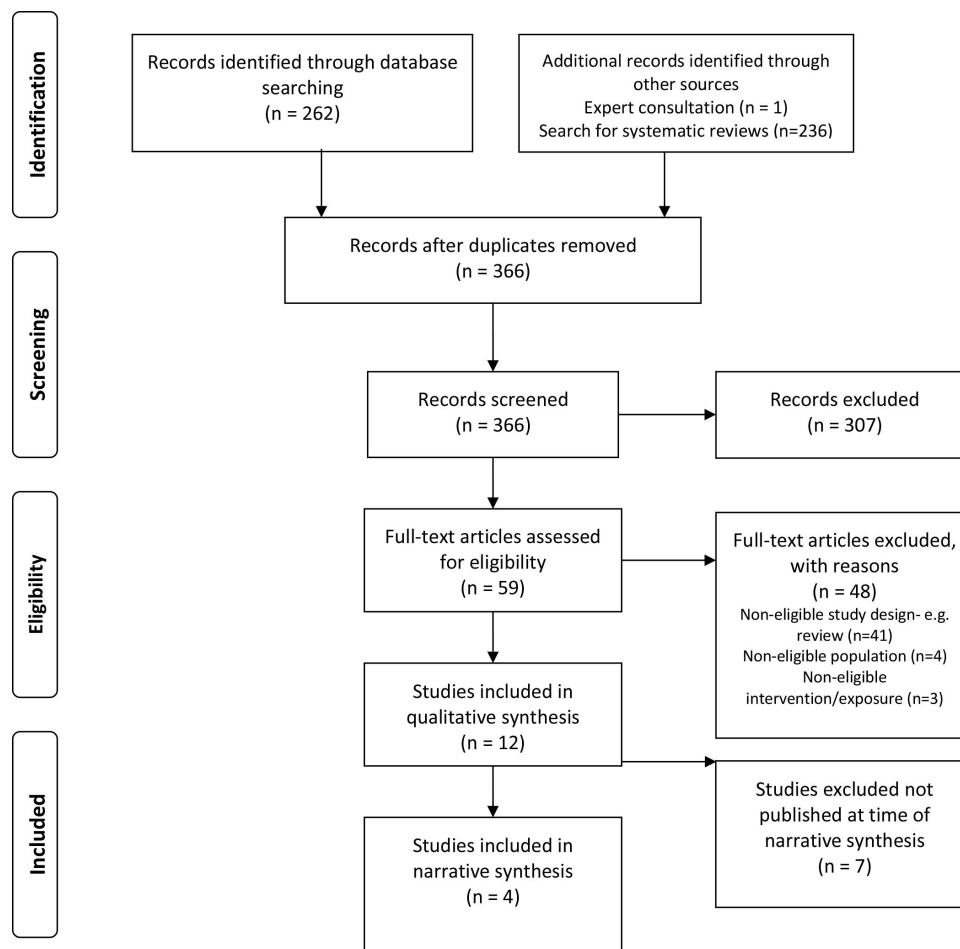 Identification
Records identified through database
searching
(n = 262)
Additional records identified through
other sources
Expert consultation (n = 1)
Search for systematic reviews (n=236)
Records after duplicates removed
(n = 366)
Screening
Records screened
(n = 366)
Records excluded
(n = 307)
Eligibility
Full-text articles assessed
for eligibility
(n = 59)
Full-text articles excluded,
with reasons
(n = 48)
Non-eligible study design- e.g.
review (n=41)
Non-eligible population (n=4)
Non-eligible
intervention/exposure (n=3)
Studies included in
qualitative synthesis
(n = 12)
Included
Studies excluded not
published at time of
narrative synthesis
(n = 7)
Studies included in
narrative synthesis
(n = 4)